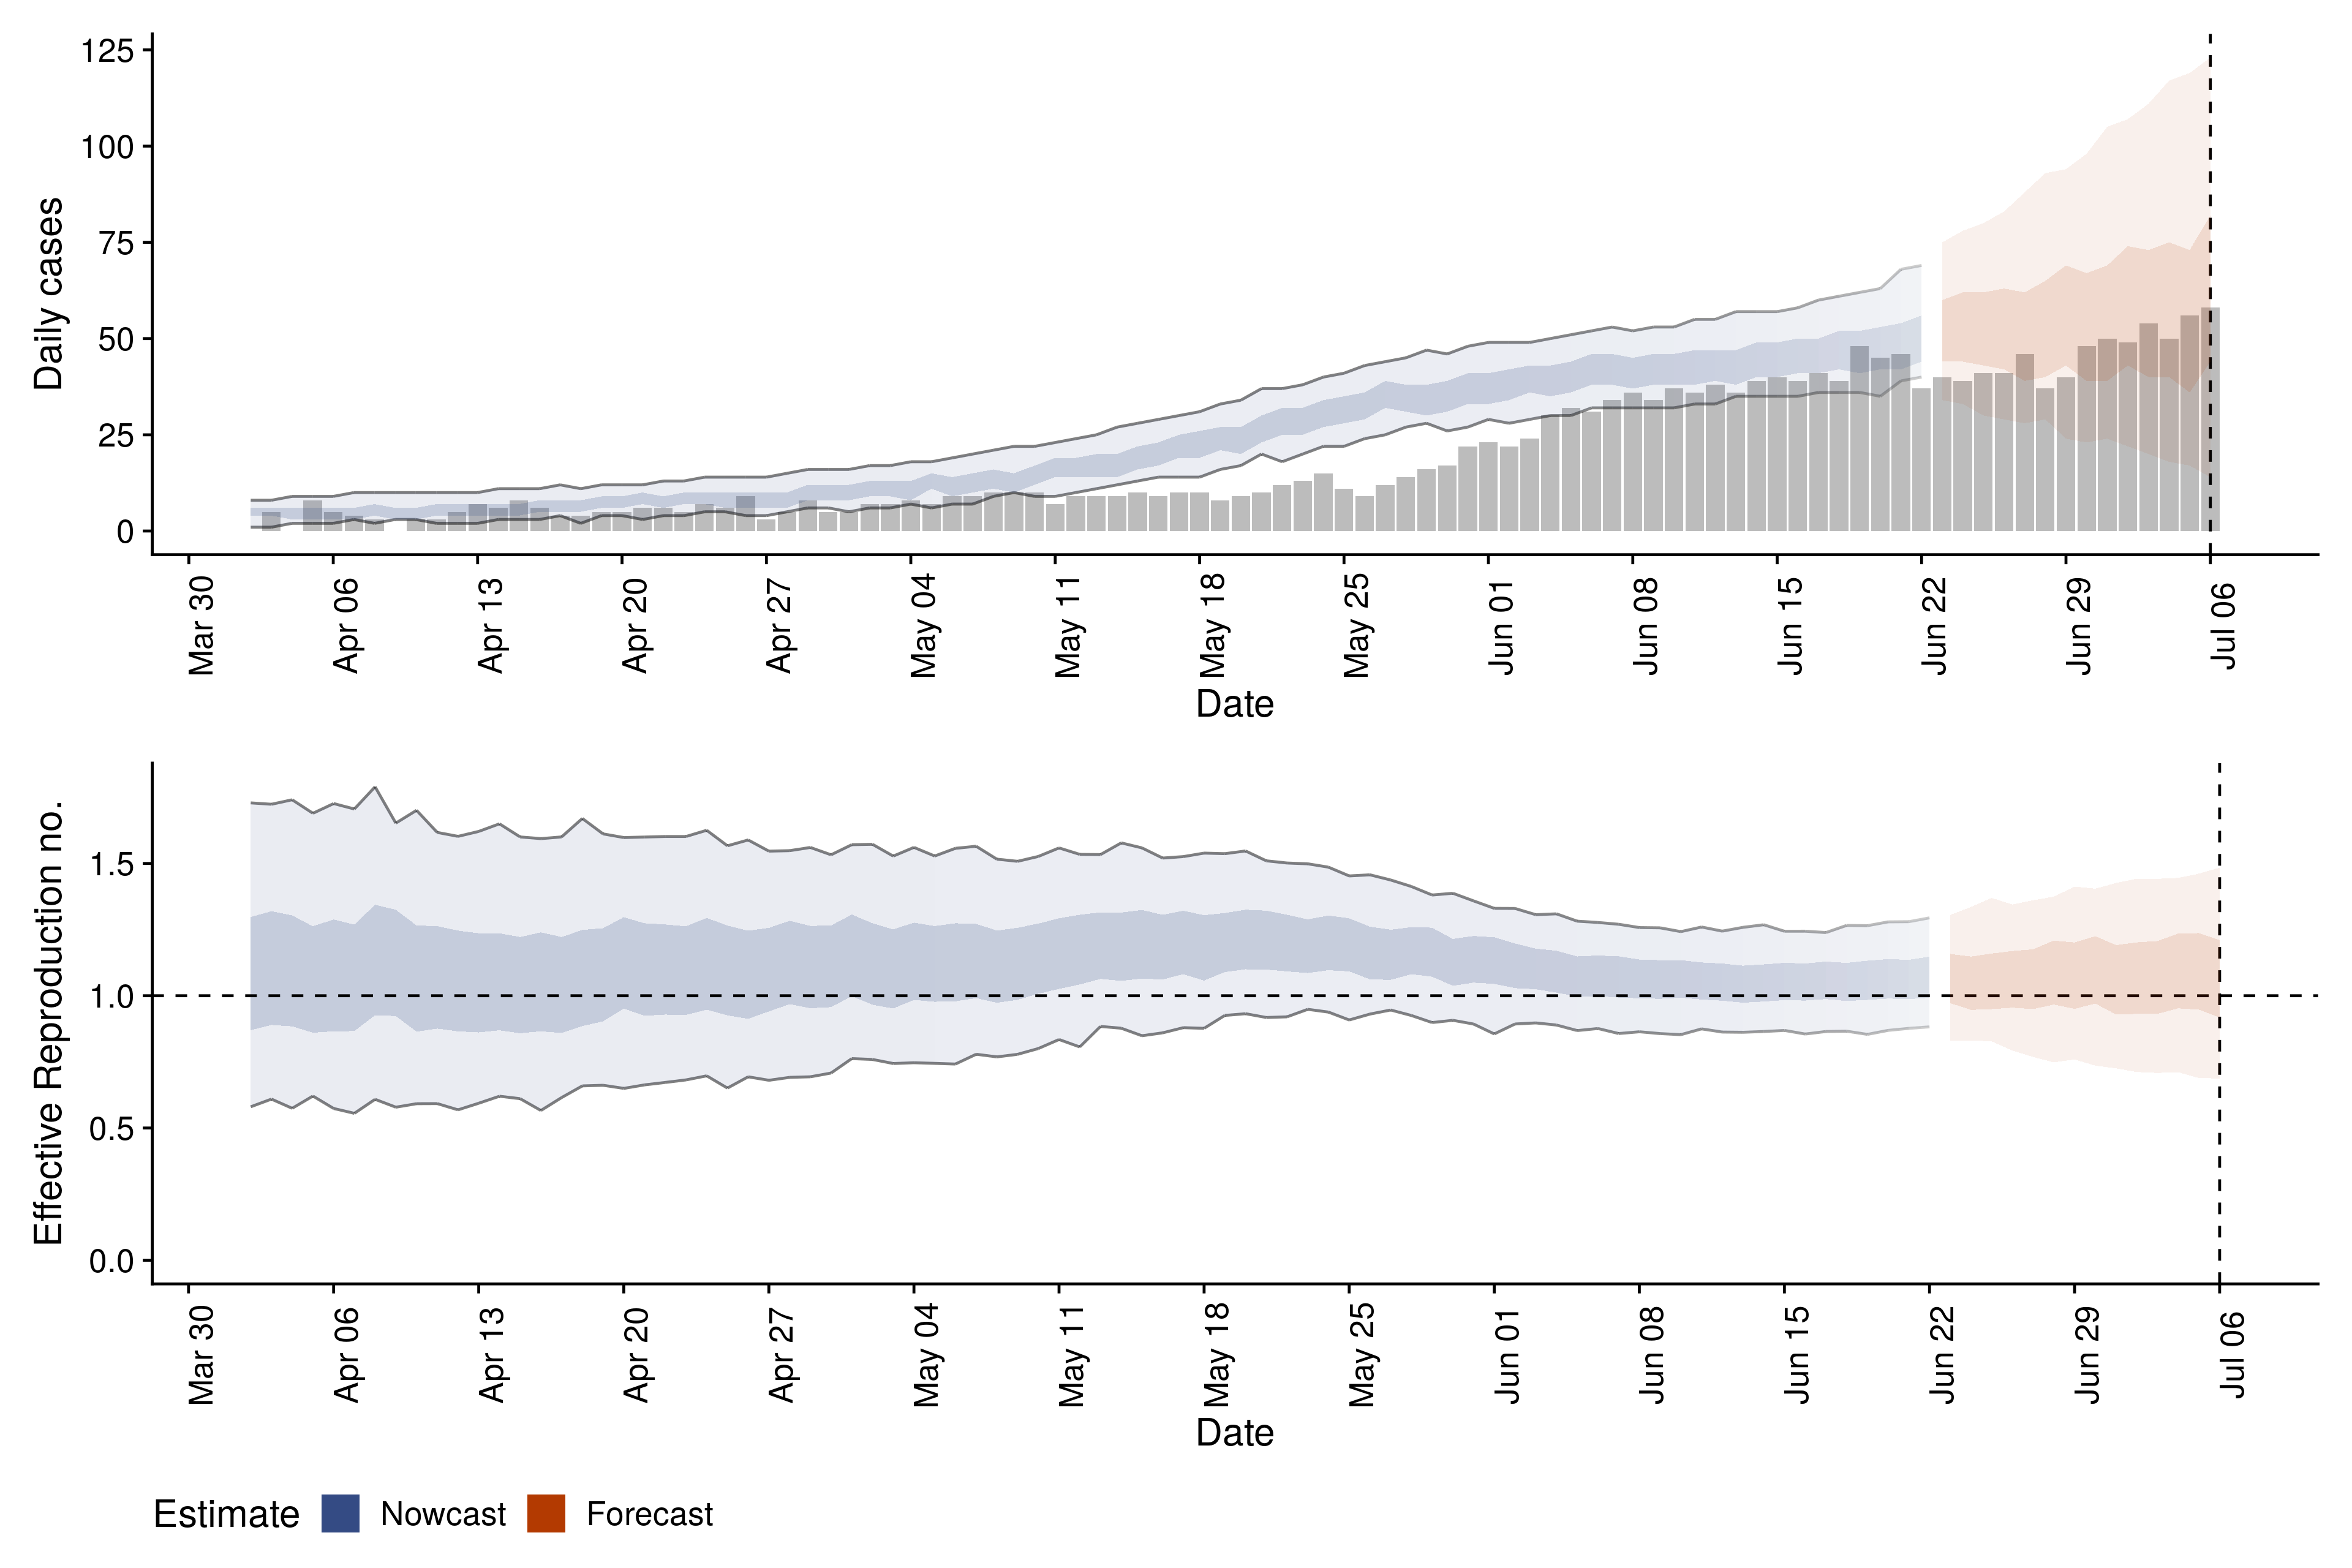 Daily cases
125
100
75
50
25
0
Mar 30
Apr 06
Apr 13
Apr 20
Apr 27
May 04
May 11
May 18
May 25
Jun 01
Jun 08
Jun 15
Jun 22
Jun 29
Jul 06
Date
Effective Reproduction no.
1.5
1.0
0.5
0.0
Mar 30
Apr 06
Apr 13
Apr 20
Apr 27
May 04
May 11
May 18
May 25
Jun 01
Jun 08
Jun 15
Jun 22
Jun 29
Jul 06
Date
Estimate Nowcast Forecast